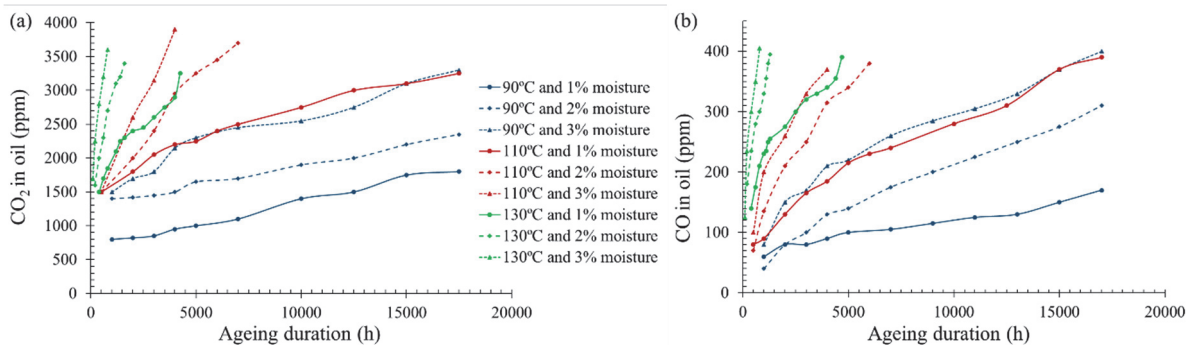 (a)
CO₂ in oil (ppm)
4000
3500
3000
2500
2000
1500
1000
500
0
0 5000 10000 15000 20000
Ageing duration (h)
90ºC and 1% moisture
90ºC and 2% moisture
90ºC and 3% moisture
110ºC and 1% moisture
110ºC and 2% moisture
110ºC and 3% moisture
130ºC and 1% moisture
130ºC and 2% moisture
130ºC and 3% moisture
(b)
CO in oil (ppm)
400
300
200
100
0
0 5000 10000 15000 20000
Ageing duration (h)